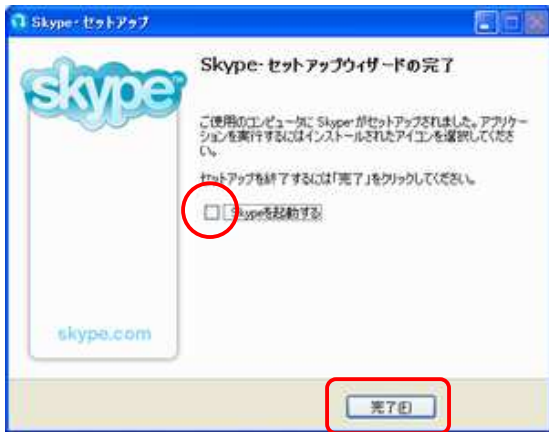 Skype - セットアップ
skype
Skype - セットアップウィザードの完了
ご使用のコンピュータに Skype がセットアップされました。アプリケー
ションを実行するにはインストールされたアイコンを選択してくださ
い。
セットアップを終了するには「完了」をクリックしてください。
Skypeを起動する
skype.com
完了(F)